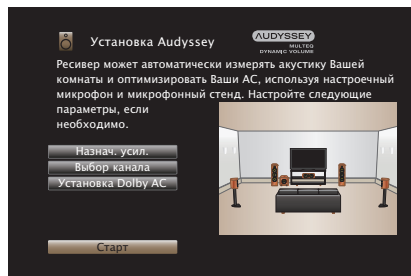 Установка Audyssey
AUDYSSEY
MULTEQ
DYNAMIC VOLUME
Ресивер может автоматически измерять акустику Вашей
комнаты и оптимизировать Ваши АС, используя настроечный
микрофон и микрофонный стенд. Настройте следующие
параметры, если
необходимо.
Назнач. усил.
Выбор канала
Установка Dolby АС
Старт